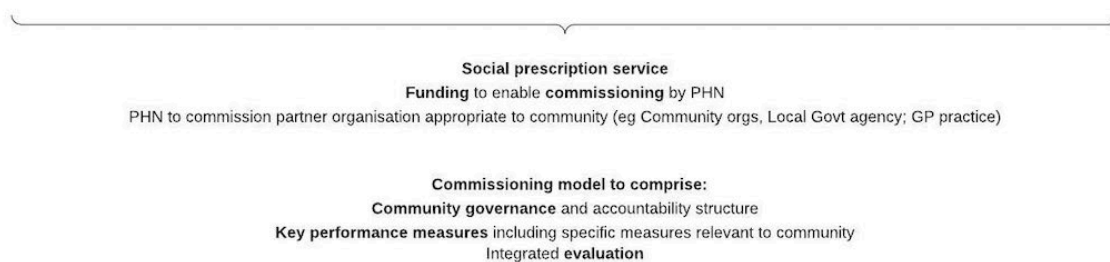 Social prescription service
Funding to enable commissioning by PHN
PHN to commission partner organisation appropriate to community (eg Community orgs, Local Govt agency; GP practice)
Commissioning model to comprise:
Community governance and accountability structure
Key performance measures including specific measures relevant to community
Integrated evaluation